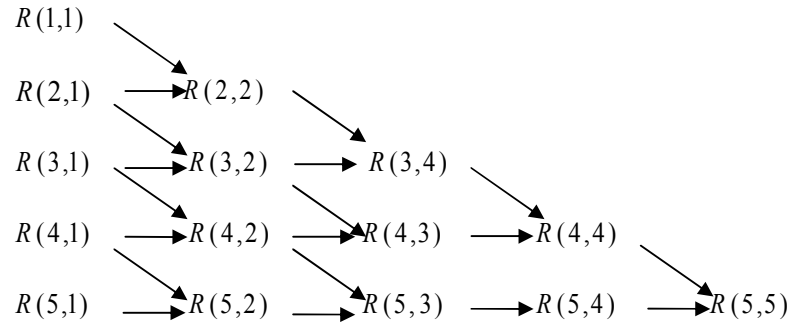 R(1,1)
R(2,1) R(2,2)
R(3,1) R(3,2) R(3,4)
R(4,1) R(4,2) R(4,3) R(4,4)
R(5,1) R(5,2) R(5,3) R(5,4) R(5,5)